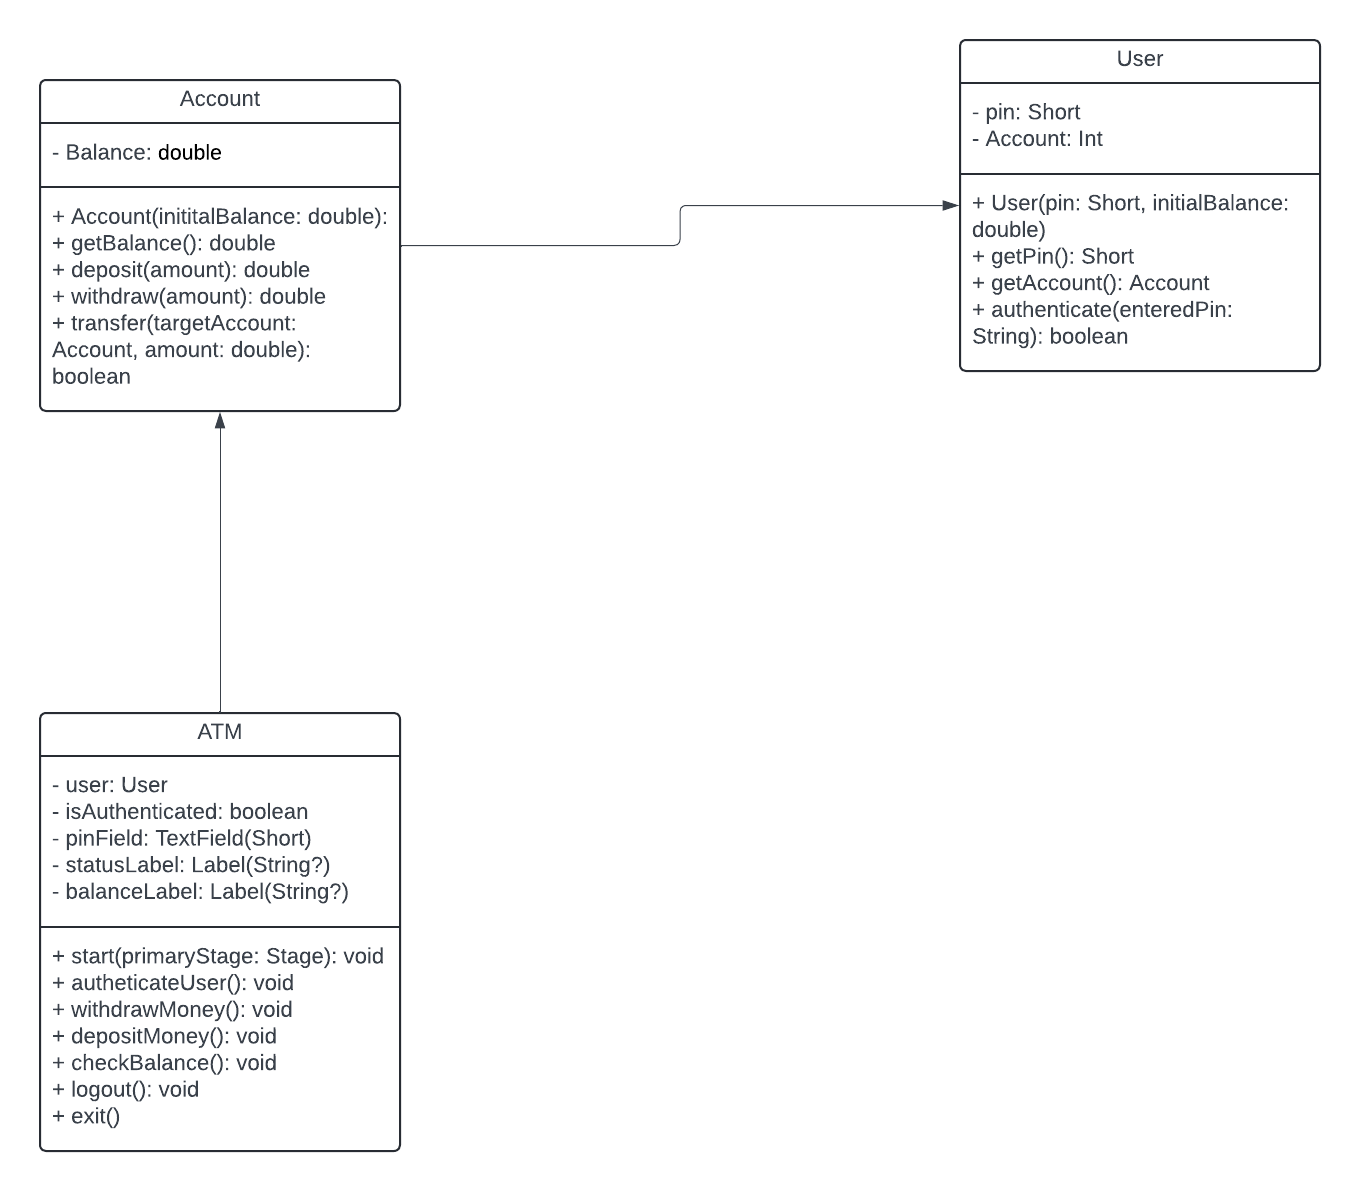 Account
- Balance: double
+ Account(inititalBalance: double):
+ getBalance(): double
+ deposit(amount): double
+ withdraw(amount): double
+ transfer(targetAccount:
Account, amount: double):
boolean
User
- pin: Short
- Account: Int
+ User(pin: Short, initialBalance:
double)
+ getPin(): Short
+ getAccount(): Account
+ authenticate(enteredPin:
String): boolean
ATM
- user: User
- isAuthenticated: boolean
- pinField: TextField(Short)
- statusLabel: Label(String?)
- balanceLabel: Label(String?)
+ start(primaryStage: Stage): void
+ autheticateUser(): void
+ withdrawMoney(): void
+ depositMoney(): void
+ checkBalance(): void
+ logout(): void
+ exit()